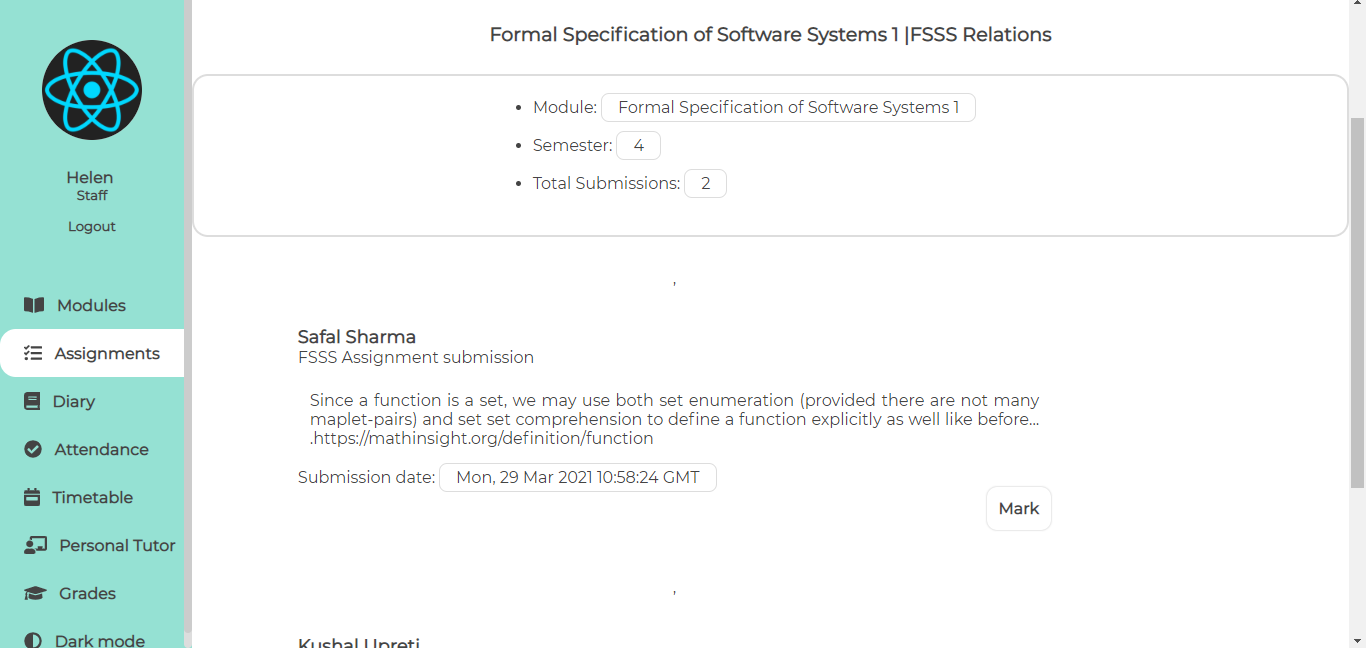 Formal Specification of Software Systems 1 |FSSS Relations
Module: Formal Specification of Software Systems 1
Semester: 4
Total Submissions: 2
Helen
Staff
Logout
Modules
Assignments
Diary
Attendance
Timetable
Personal Tutor
Grades
Dark mode
,
Safal Sharma
FSSS Assignment submission
Since a function is a set, we may use both set enumeration (provided there are not many
maplet-pairs) and set set comprehension to define a function explicitly as well like before...
.https://mathinsight.org/definition/function
Submission date: Mon, 29 Mar 2021 10:58:24 GMT
Mark
,
Kushal Upreti